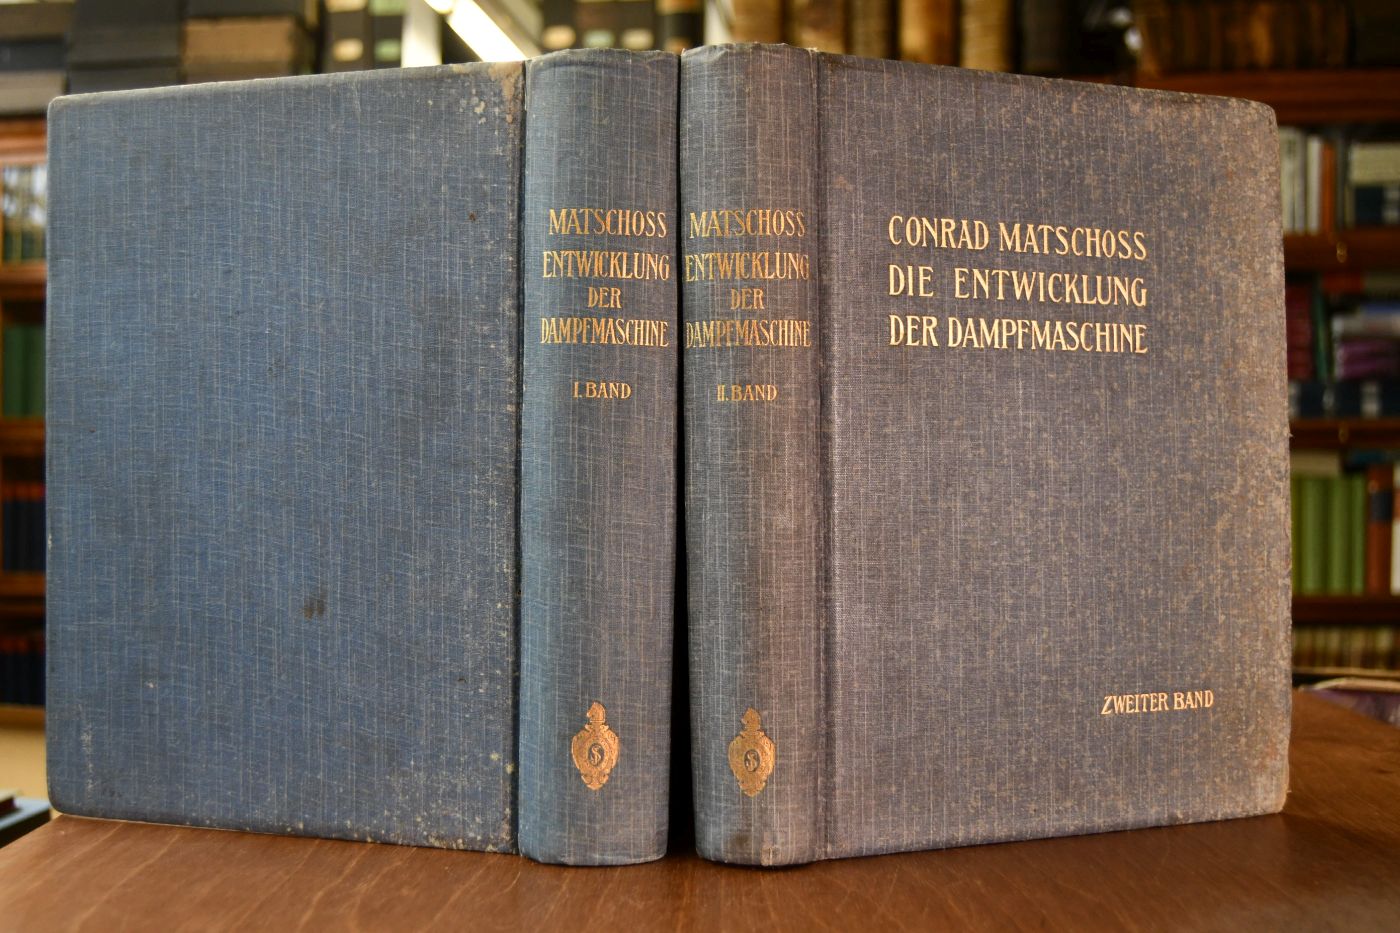 MATSCHOSS
ENTWICKLUNG
DER
DAMPFMASCHINE
I. BAND
MATSCHOSS
ENTWICKLUNG
DER
DAMPFMASCHINE
II. BAND
CONRAD MATSCHOSS
DIE ENTWICKLUNG
DER DAMPFMASCHINE
ZWEITER BAND